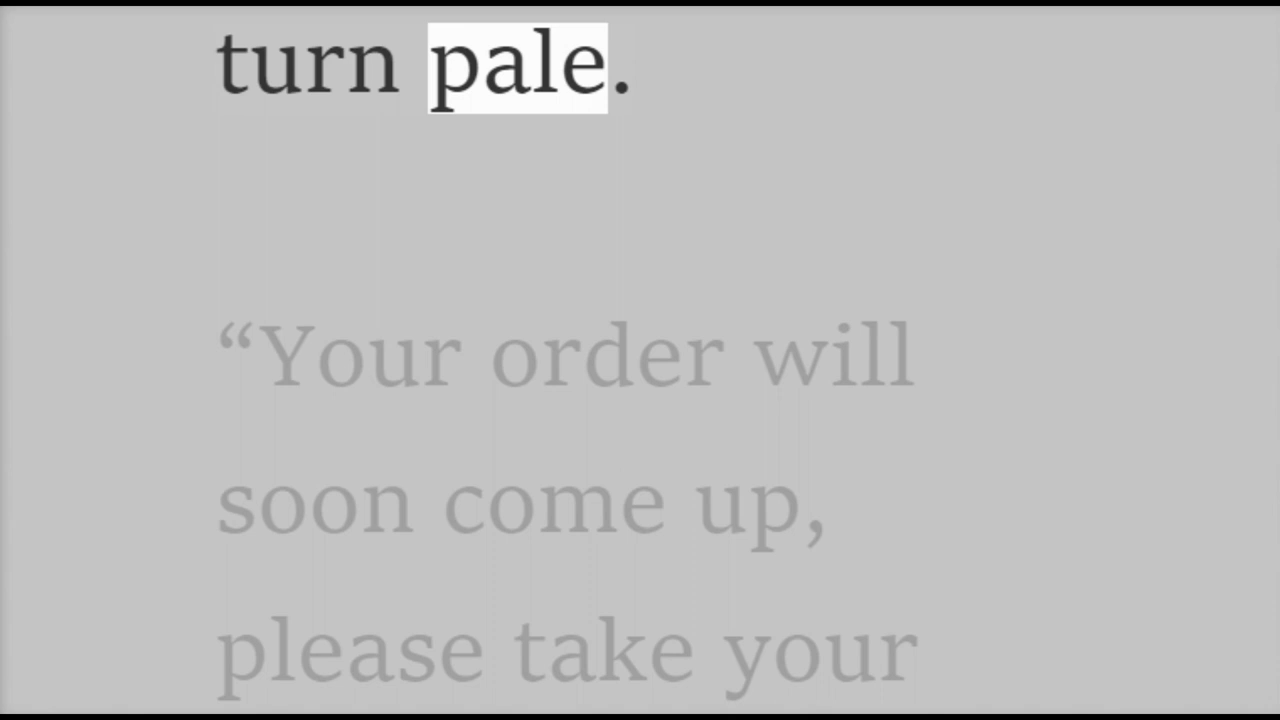 turn pale.
“Your order will
soon come up,
please take your